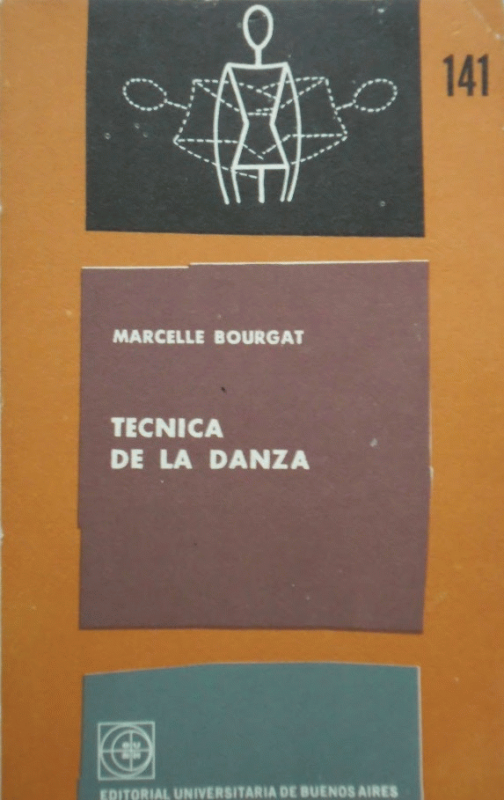 141
MARCELLE BOURGAT
TECNICA
DE LA DANZA
EDITORIAL UNIVERSITARIA DE BUENOS AIRES